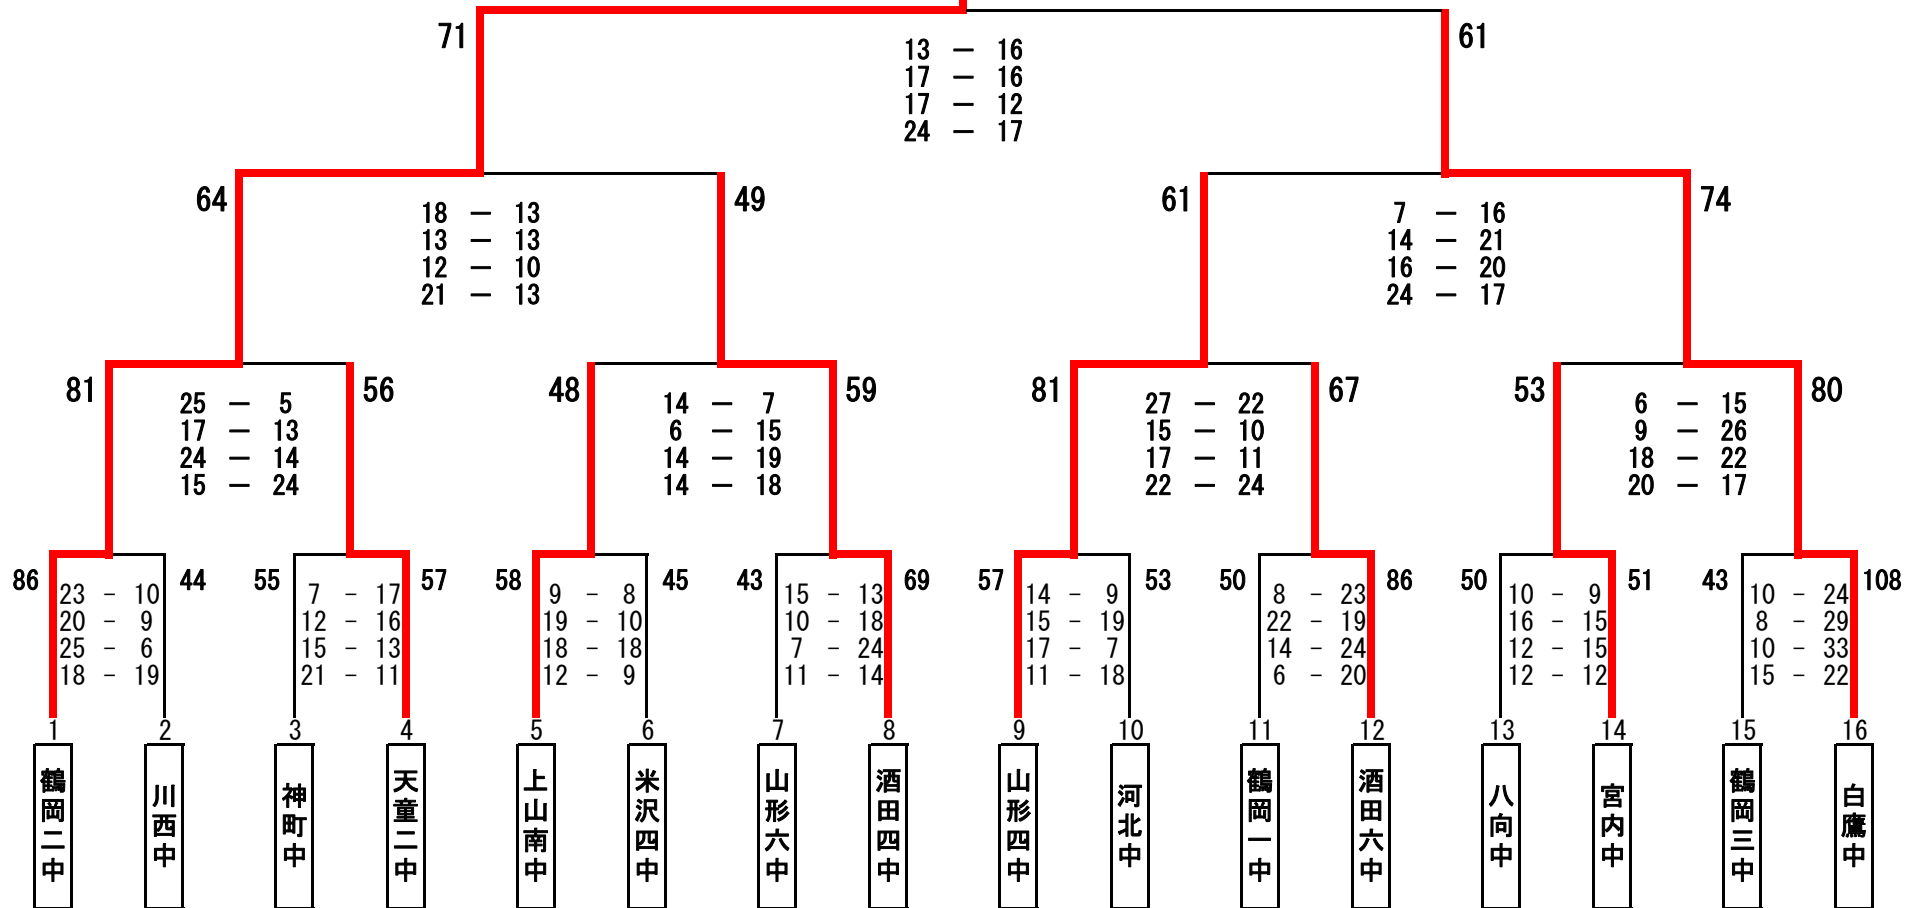 71 61
13 － 16
17 － 16
17 － 12
24 － 17
64 49 61 74
18 － 13 7 － 16
13 － 13 14 － 21
12 － 10 16 － 20
21 － 13 24 － 17
81 56 48 59 81 67 53 80
25 － 5 14 － 7 27 － 22 6 － 15
17 － 13 6 － 15 15 － 10 9 － 26
24 － 14 14 － 19 17 － 11 18 － 22
15 － 24 14 － 18 22 － 24 20 － 17
86 44 55 57 58 45 43 69 57 53 50 86 50 51 43 108
23 - 10 7 - 17 9 - 8 15 - 13 14 - 9 8 - 23 10 - 9 10 - 24
20 - 9 12 - 16 19 - 10 10 - 18 15 - 19 22 - 19 16 - 15 8 - 29
25 - 6 15 - 13 18 - 18 7 - 24 17 - 7 14 - 24 12 - 15 10 - 33
18 - 19 21 - 11 12 - 9 11 - 14 11 - 18 6 - 20 12 - 12 15 - 22
1 2 3 4 5 6 7 8 9 10 11 12 13 14 15 16
鶴岡二中
川西中
神町中
天童二中
上山南中
米沢四中
山形六中
酒田四中
山形四中
河北中
鶴岡一中
酒田六中
八向中
宮内中
鶴岡三中
白鷹中